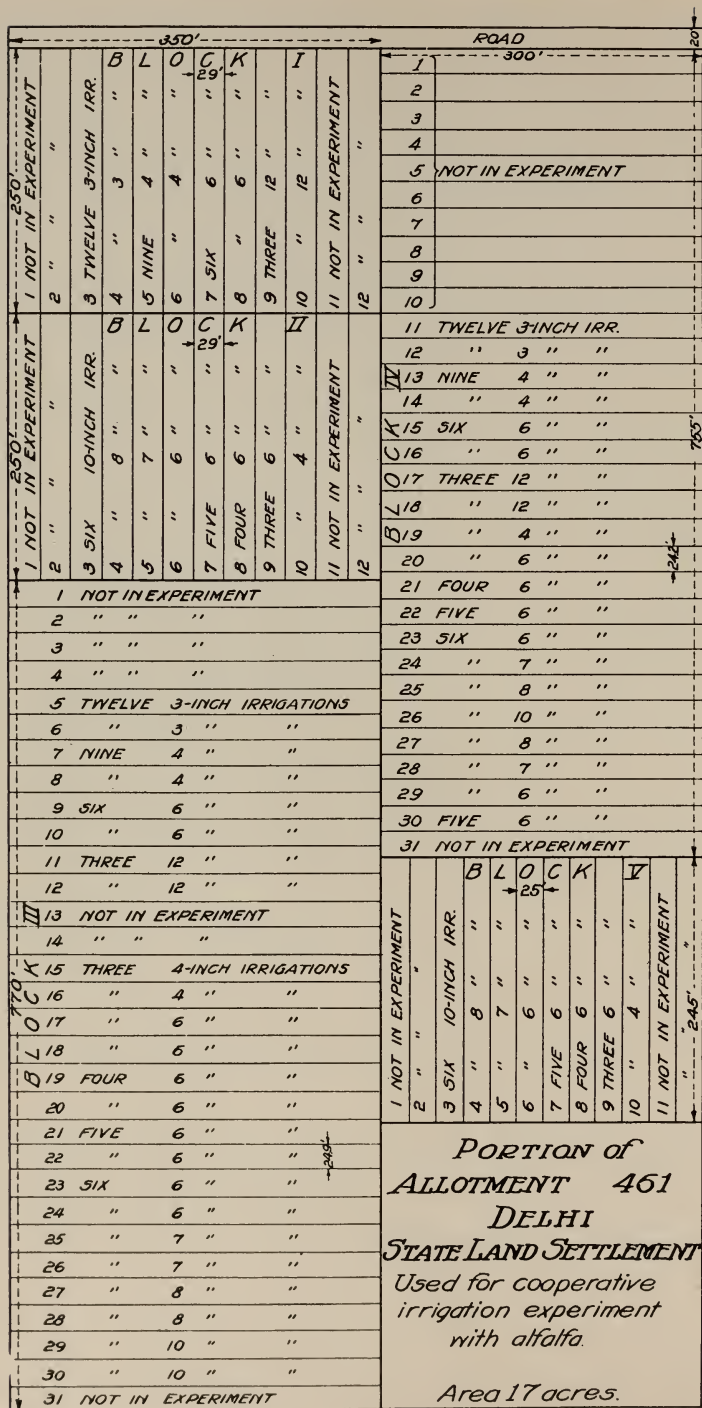 350'
BLOCK I
29'
250'
1 NOT IN EXPERIMENT
2 " " "
3 TWELVE 3-INCH IRR.
4 " 3 " "
5 NINE 4 " "
6 " 4 " "
7 SIX 6 " "
8 " 6 " "
9 THREE 12 " "
10 " 12 " "
11 NOT IN EXPERIMENT
12 " "
BLOCK II
29'
250'
1 NOT IN EXPERIMENT
2 " " "
3 SIX 10-INCH IRR.
4 " 8 " "
5 " 7 " "
6 " 6 " "
7 FIVE 6 " "
8 FOUR 6 " "
9 THREE 6 " "
10 " 4 " "
11 NOT IN EXPERIMENT
12 " "
BLOCK III
770'
1 NOT IN EXPERIMENT
2 " " "
3 " " "
4 " " "
5 TWELVE 3-INCH IRRIGATIONS
6 " 3 " "
7 NINE 4 " "
8 " 4 " "
9 SIX 6 " "
10 " 6 " "
11 THREE 12 " "
12 " 12 " "
13 NOT IN EXPERIMENT
14 " " "
15 THREE 4-INCH IRRIGATIONS
16 " 4 " "
17 " 6 " "
18 " 6 " "
19 FOUR 6 " "
20 " 6 " "
21 FIVE 6 " "
22 " 6 " "
24.9'
23 SIX 6 " "
24 " 6 " "
25 " 7 " "
26 " 7 " "
27 " 8 " "
28 " 8 " "
29 " 10 " "
30 " 10 " "
31 NOT IN EXPERIMENT
ROAD
20'
300'
1
2
3
4
5 NOT IN EXPERIMENT
6
7
8
9
10
BLOCK IV
755'
11 TWELVE 3-INCH IRR.
12 " 3 " "
13 NINE 4 " "
14 " 4 " "
15 SIX 6 " "
16 " 6 " "
17 THREE 12 " "
18 " 12 " "
19 " 4 " "
20 " 6 " "
24.2'
21 FOUR 6 " "
22 FIVE 6 " "
23 SIX 6 " "
24 " 7 " "
25 " 8 " "
26 " 10 " "
27 " 8 " "
28 " 7 " "
29 " 6 " "
30 FIVE 6 " "
31 NOT IN EXPERIMENT
BLOCK V
25'
245'
1 NOT IN EXPERIMENT
2 " " "
3 SIX 10-INCH IRR.
4 " 8 " "
5 " 7 " "
6 " 6 " "
7 FIVE 6 " "
8 FOUR 6 " "
9 THREE 6 " "
10 " 4 " "
11 NOT IN EXPERIMENT
" " "
PORTION of
ALLOTMENT 461
DELHI
STATE LAND SETTLEMENT
Used for cooperative
irrigation experiment
with alfalfa.
Area 17 acres.